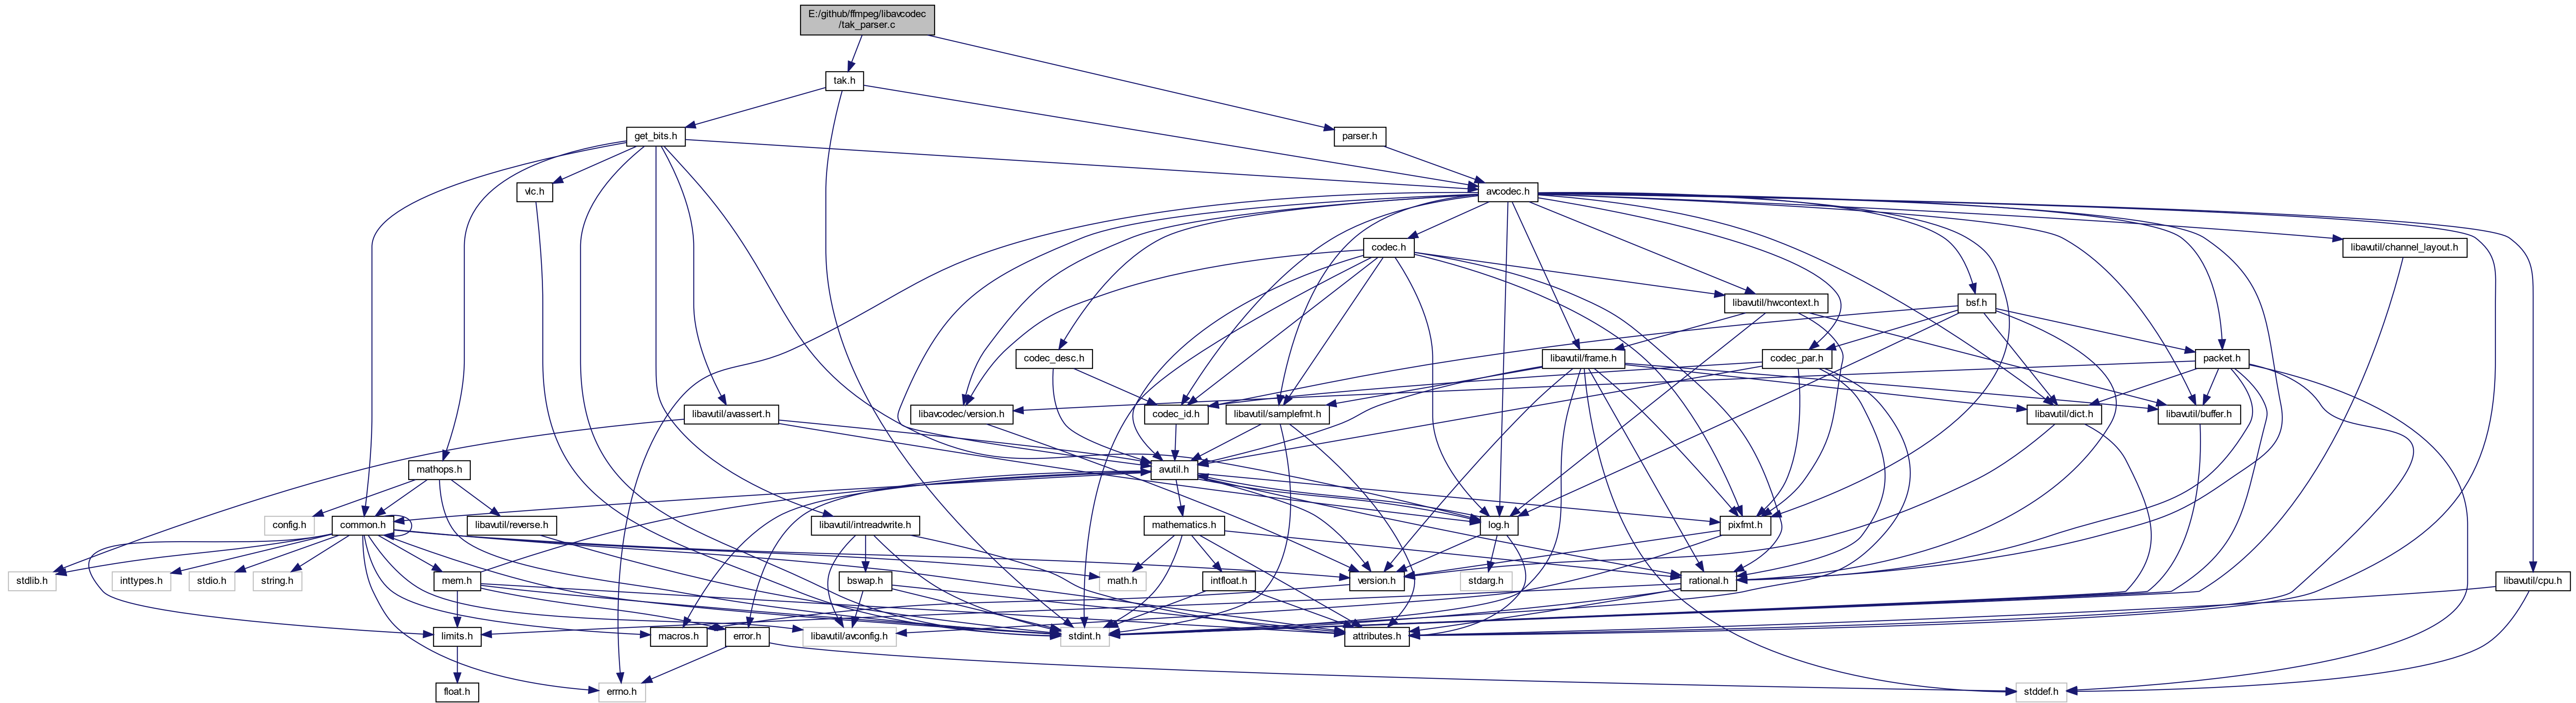 E:/github/ffmpeg/libavcodec
/tak_parser.c
tak.h
get_bits.h
parser.h
vlc.h
avcodec.h
codec.h
libavutil/channel_layout.h
libavutil/hwcontext.h
bsf.h
codec_desc.h
libavutil/frame.h
codec_par.h
packet.h
libavutil/avassert.h
libavcodec/version.h
codec_id.h
libavutil/samplefmt.h
libavutil/dict.h
libavutil/buffer.h
mathops.h
avutil.h
config.h
common.h
libavutil/reverse.h
libavutil/intreadwrite.h
mathematics.h
log.h
pixfmt.h
stdlib.h
inttypes.h
stdio.h
string.h
mem.h
bswap.h
math.h
intfloat.h
version.h
stdarg.h
rational.h
libavutil/cpu.h
limits.h
macros.h
error.h
libavutil/avconfig.h
stdint.h
attributes.h
float.h
errno.h
stddef.h